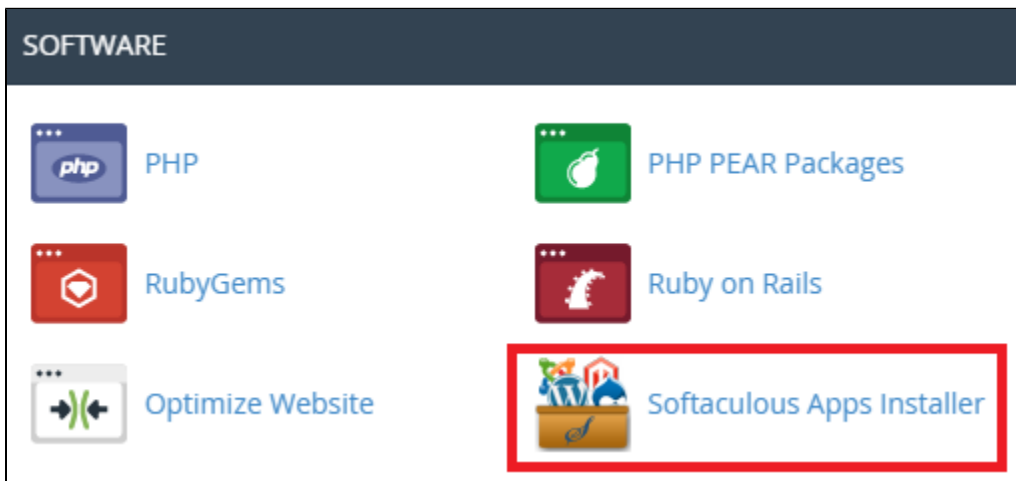 SOFTWARE
php
PHP
PHP PEAR Packages
RubyGems
Ruby on Rails
Optimize Website
W
Softaculous Apps Installer